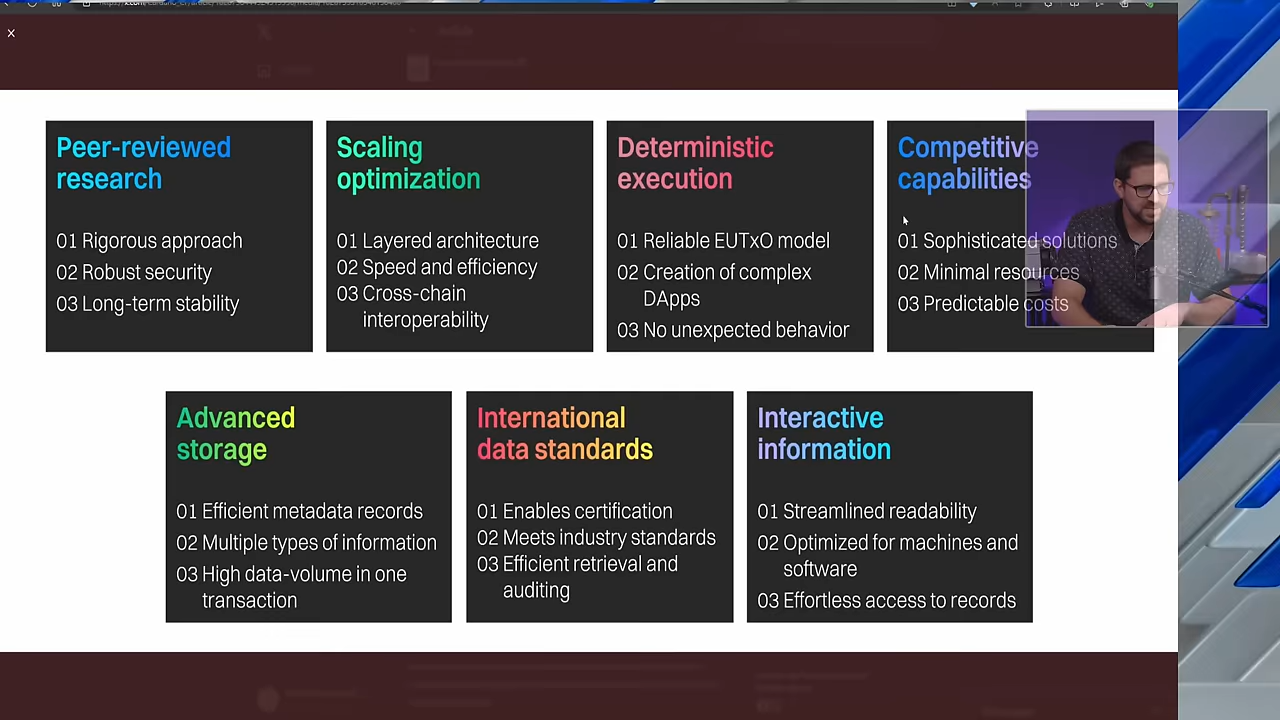 Peer-reviewed
research
01 Rigorous approach
02 Robust security
03 Long-term stability
Scaling
optimization
01 Layered architecture
02 Speed and efficiency
03 Cross-chain
interoperability
Deterministic
execution
01 Reliable EUTxO model
02 Creation of complex
DApps
03 No unexpected behavior
Competitive
capabilities
01 Sophisticated solutions
02 Minimal resources
03 Predictable costs
Advanced
storage
01 Efficient metadata records
02 Multiple types of information
03 High data-volume in one
transaction
International
data standards
01 Enables certification
02 Meets industry standards
03 Efficient retrieval and
auditing
Interactive
information
01 Streamlined readability
02 Optimized for machines and
software
03 Effortless access to records